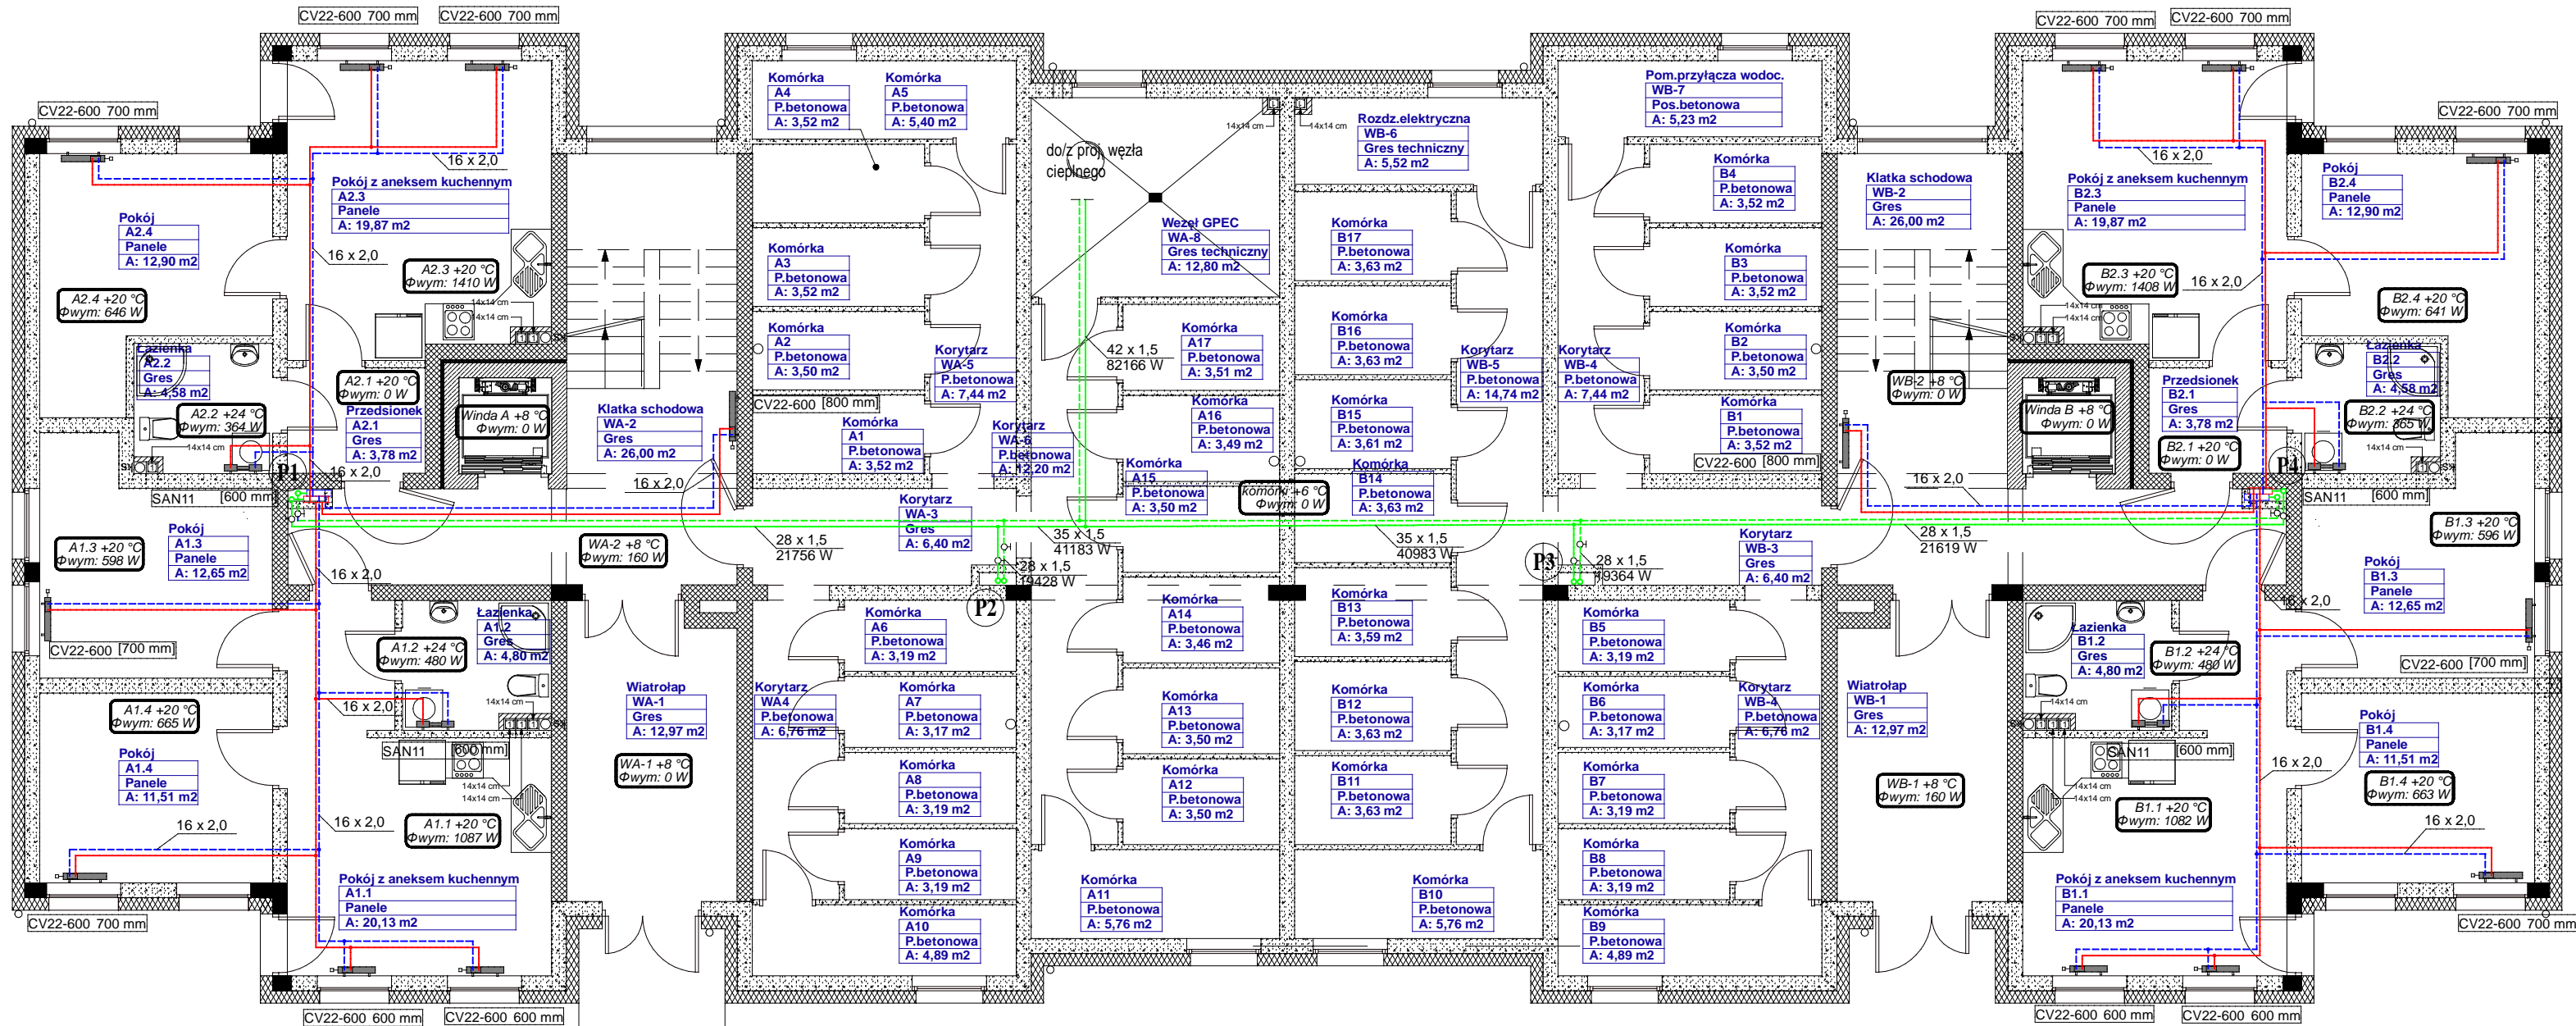 CV22-600 700 mm
CV22-600 700 mm
CV22-600 700 mm
CV22-600 700 mm
CV22-600 700 mm
CV22-600 700 mm
16 x 2,0
Pokój z aneksem kuchennym
A2.3
Panele
A: 19,87 m2
Pokój
A2.4
Panele
A: 12,90 m2
16 x 2,0
A2.3 +20 °C
Φwym: 1410 W
A2.4 +20 °C
Φwym: 646 W
14x14 cm
14x14 cm
Łazienka
A2.2
Gres
A: 4,58 m2
A2.2 +24 °C
Φwym: 364 W
14x14 cm
A2.1 +20 °C
Φwym: 0 W
Przedsionek
A2.1
Gres
A: 3,78 m2
Winda A +8 °C
Φwym: 0 W
Klatka schodowa
WA-2
Gres
A: 26,00 m2
16 x 2,0
16 x 2,0
P1
SAN11 [600 mm]
Pokój
A1.3
Panele
A: 12,65 m2
A1.3 +20 °C
Φwym: 598 W
16 x 2,0
WA-2 +8 °C
Φwym: 160 W
CV22-600 [700 mm]
Łazienka
A1.2
Gres
A: 4,80 m2
A1.2 +24 °C
Φwym: 480 W
14x14 cm
16 x 2,0
A1.4 +20 °C
Φwym: 665 W
Pokój
A1.4
Panele
A: 11,51 m2
SAN11 [600 mm]
14x14 cm
14x14 cm
16 x 2,0
16 x 2,0
A1.1 +20 °C
Φwym: 1087 W
Pokój z aneksem kuchennym
A1.1
Panele
A: 20,13 m2
CV22-600 700 mm
CV22-600 600 mm
CV22-600 600 mm
Wiatrołap
WA-1
Gres
A: 12,97 m2
WA-1 +8 °C
Φwym: 0 W
Komórka
A4
P.betonowa
A: 3,52 m2
Komórka
A5
P.betonowa
A: 5,40 m2
Komórka
A3
P.betonowa
A: 3,52 m2
Komórka
A2
P.betonowa
A: 3,50 m2
CV22-600 [800 mm]
Komórka
A1
P.betonowa
A: 3,52 m2
Korytarz
WA-5
P.betonowa
A: 7,44 m2
Korytarz
WA-6
P.betonowa
A: 12,20 m2
Korytarz
WA-3
Gres
A: 6,40 m2
28 x 1,5
21756 W
28 x 1,5
19428 W
35 x 1,5
41183 W
P2
Komórka
A6
P.betonowa
A: 3,19 m2
Korytarz
WA4
P.betonowa
A: 6,76 m2
Komórka
A7
P.betonowa
A: 3,17 m2
Komórka
A8
P.betonowa
A: 3,19 m2
Komórka
A9
P.betonowa
A: 3,19 m2
Komórka
A10
P.betonowa
A: 4,89 m2
do/z proj. węzła
cieplnego
14x14 cm
14x14 cm
Węzeł GPEC
WA-8
Gres techniczny
A: 12,80 m2
42 x 1,5
82166 W
Komórka
A17
P.betonowa
A: 3,51 m2
Komórka
A16
P.betonowa
A: 3,49 m2
Komórka
A15
P.betonowa
A: 3,50 m2
komórki +6 °C
Φwym: 0 W
Komórka
A14
P.betonowa
A: 3,46 m2
Komórka
A13
P.betonowa
A: 3,50 m2
Komórka
A12
P.betonowa
A: 3,50 m2
Komórka
A11
P.betonowa
A: 5,76 m2
Rozdz.elektryczna
WB-6
Gres techniczny
A: 5,52 m2
Komórka
B17
P.betonowa
A: 3,63 m2
Komórka
B16
P.betonowa
A: 3,63 m2
Komórka
B15
P.betonowa
A: 3,61 m2
Komórka
B14
P.betonowa
A: 3,63 m2
35 x 1,5
40983 W
Komórka
B13
P.betonowa
A: 3,59 m2
Komórka
B12
P.betonowa
A: 3,63 m2
Komórka
B11
P.betonowa
A: 3,63 m2
Komórka
B10
P.betonowa
A: 5,76 m2
Korytarz
WB-5
P.betonowa
A: 14,74 m2
Korytarz
WB-4
P.betonowa
A: 7,44 m2
Pom.przyłącza wodoc.
WB-7
Pos.betonowa
A: 5,23 m2
Komórka
B4
P.betonowa
A: 3,52 m2
Komórka
B3
P.betonowa
A: 3,52 m2
Komórka
B2
P.betonowa
A: 3,50 m2
Komórka
B1
P.betonowa
A: 3,52 m2
CV22-600 [800 mm]
P3
28 x 1,5
19364 W
Korytarz
WB-3
Gres
A: 6,40 m2
Komórka
B5
P.betonowa
A: 3,19 m2
Komórka
B6
P.betonowa
A: 3,17 m2
Korytarz
WB-4
P.betonowa
A: 6,76 m2
Komórka
B7
P.betonowa
A: 3,19 m2
Komórka
B8
P.betonowa
A: 3,19 m2
Komórka
B9
P.betonowa
A: 4,89 m2
Klatka schodowa
WB-2
Gres
A: 26,00 m2
WB-2 +8 °C
Φwym: 0 W
16 x 2,0
28 x 1,5
21619 W
Wiatrołap
WB-1
Gres
A: 12,97 m2
WB-1 +8 °C
Φwym: 160 W
16 x 2,0
Pokój z aneksem kuchennym
B2.3
Panele
A: 19,87 m2
B2.3 +20 °C
Φwym: 1408 W
16 x 2,0
14x14 cm
14x14 cm
Pokój
B2.4
Panele
A: 12,90 m2
B2.4 +20 °C
Φwym: 641 W
Winda B +8 °C
Φwym: 0 W
Przedsionek
B2.1
Gres
A: 3,78 m2
B2.1 +20 °C
Φwym: 0 W
Łazienka
B2.2
Gres
A: 4,58 m2
B2.2 +24 °C
Φwym: 365 W
14x14 cm
P4
SAN11 [600 mm]
B1.3 +20 °C
Φwym: 596 W
Pokój
B1.3
Panele
A: 12,65 m2
16 x 2,0
CV22-600 [700 mm]
Łazienka
B1.2
Gres
A: 4,80 m2
B1.2 +24 °C
Φwym: 480 W
14x14 cm
SAN11 [600 mm]
14x14 cm
14x14 cm
16 x 2,0
Pokój
B1.4
Panele
A: 11,51 m2
B1.4 +20 °C
Φwym: 663 W
B1.1 +20 °C
Φwym: 1082 W
16 x 2,0
Pokój z aneksem kuchennym
B1.1
Panele
A: 20,13 m2
CV22-600 700 mm
CV22-600 600 mm
CV22-600 600 mm